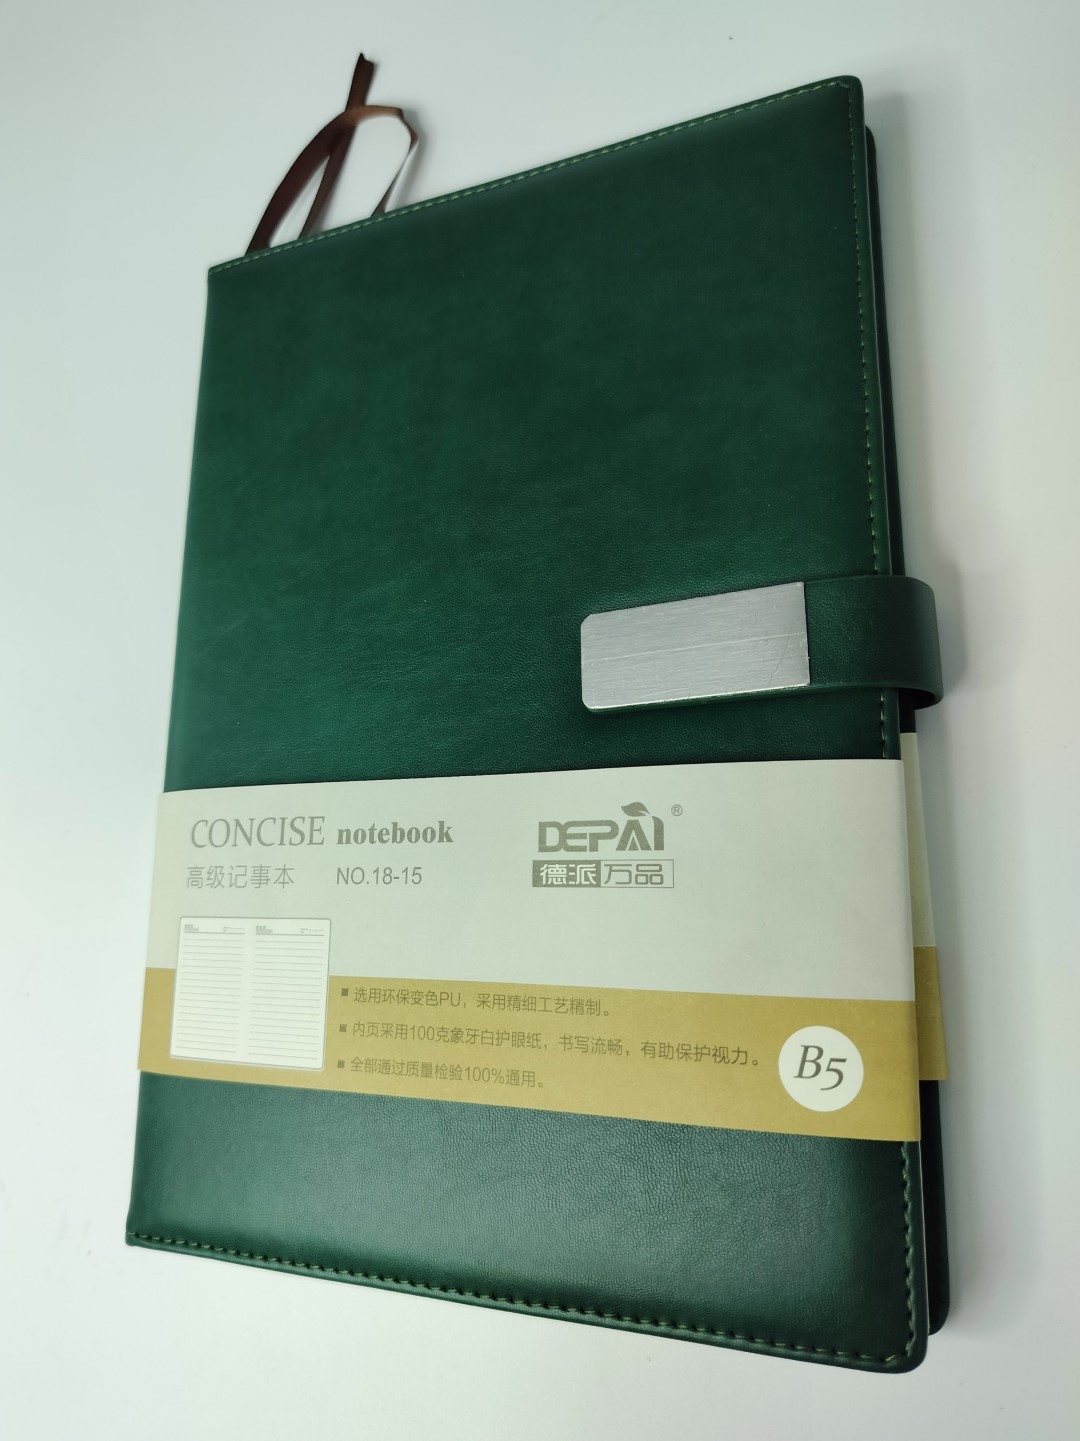 CONCISE notebook
高级记事本 NO.18-15
DEPAI®
德派万品
■ 选用环保变色PU，采用精细工艺精制。
■ 内页采用100克象牙白护眼纸，书写流畅，有助保护视力。
■ 全部通过质量检验100%通用。
B5